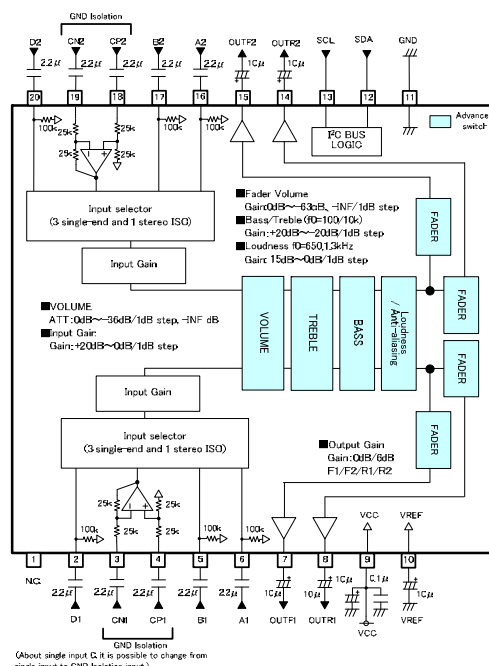 GND Isolation
D2 CN2 CP2 B2 A2 OUTF2 OUTR2 SCL SDA GND
2.2μ 2.2μ 2.2μ 2.2μ 2.2μ 10μ 10μ
20 19 18 17 16 15 14 13 12 11
100k 25k 25k 100k 100k
25k 25k
I²C BUS
LOGIC
Advanced
switch
Input selector
(3 single-end and 1 stereo ISO)
■Fader Volume
Gain:0dB~-63dB, -INF/1dB step
■Bass/Treble (f0=100/10k)
Gain:+20dB~-20dB/1dB step
■Loudness f0=650,1.3kHz
Gain: 15dB~0dB/1dB step
FADER
Input Gain
■VOLUME
ATT:0dB~-36dB/1dB step, -INF dB
■Input Gain
Gain:+20dB~0dB/1dB step
VOLUME
TREBLE
BASS
Loudness
/ Anti-aliasing
FADER
FADER
Input Gain
Input selector
(3 single-end and 1 stereo ISO)
FADER
■Output Gain
Gain:0dB/6dB
F1/F2/R1/R2
25k 25k
100k 25k 25k 100k 100k
VCC VREF
1 2 3 4 5 6 7 8 9 10
N.C. 2.2μ 2.2μ 2.2μ 2.2μ 2.2μ 10μ 10μ 10μ 0.1μ 10μ
D1 CN1 CP1 B1 A1 OUTF1 OUTR1 VCC VREF
GND Isolation
(About single input C, it is possible to change from
single input to GND Isolation input.)